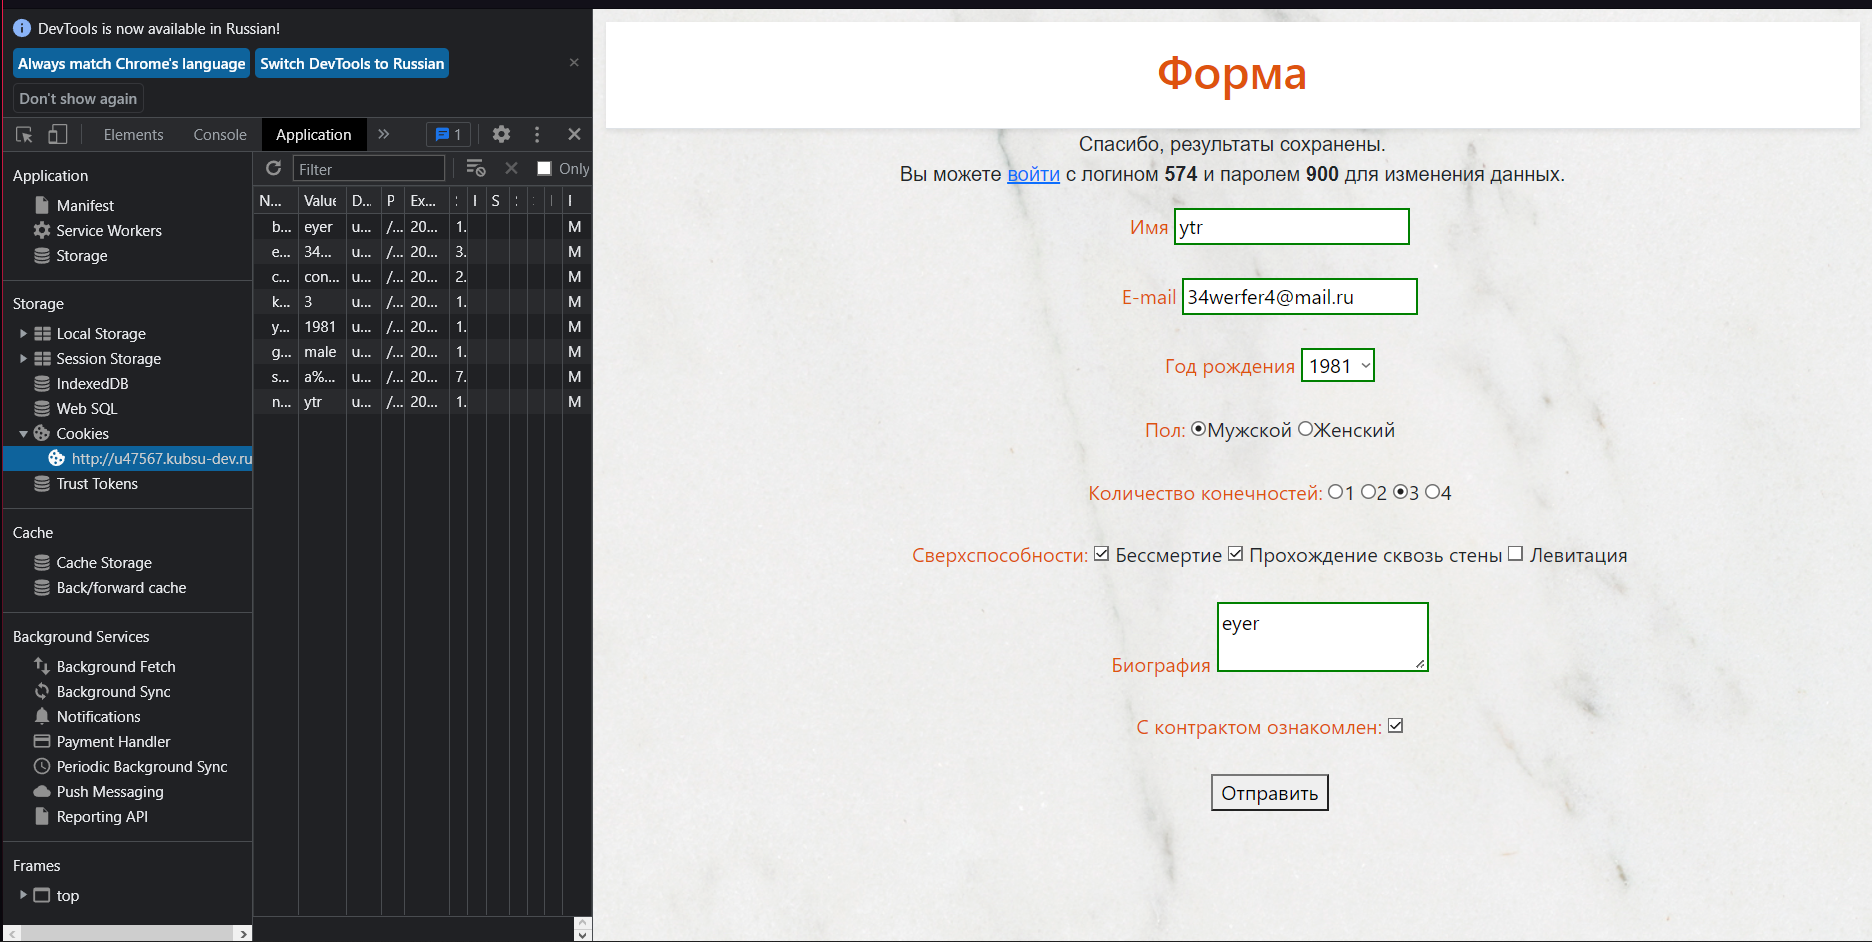 DevTools is now available in Russian!
Always match Chrome's language
Switch DevTools to Russian
Don't show again
Elements
Console
Application
1
Application
Manifest
Service Workers
Storage
Storage
Local Storage
Session Storage
IndexedDB
Web SQL
Cookies
http://u47567.kubsu-dev.ru
Trust Tokens
Cache
Cache Storage
Back/forward cache
Background Services
Background Fetch
Background Sync
Notifications
Payment Handler
Periodic Background Sync
Push Messaging
Reporting API
Frames
top
Filter
Only
N... Value D... P Ex... S
b... eyer u... /... 20... 1. M
e... 34... u... /... 20... 3. M
c... con... u... /... 20... 2. M
k... 3 u... /... 20... 1. M
y... 1981 u... /... 20... 1. M
g... male u... /... 20... 1. M
s... a%... u... /... 20... 7. M
n... ytr u... /... 20... 1. M
Форма
Спасибо, результаты сохранены.
Вы можете войти с логином 574 и паролем 900 для изменения данных.
Имя ytr
E-mail 34werfer4@mail.ru
Год рождения 1981
Пол: Мужской Женский
Количество конечностей: 1 2 3 4
Сверхспособности: Бессмертие Прохождение сквозь стены Левитация
eyer
Биография
С контрактом ознакомлен:
Отправить